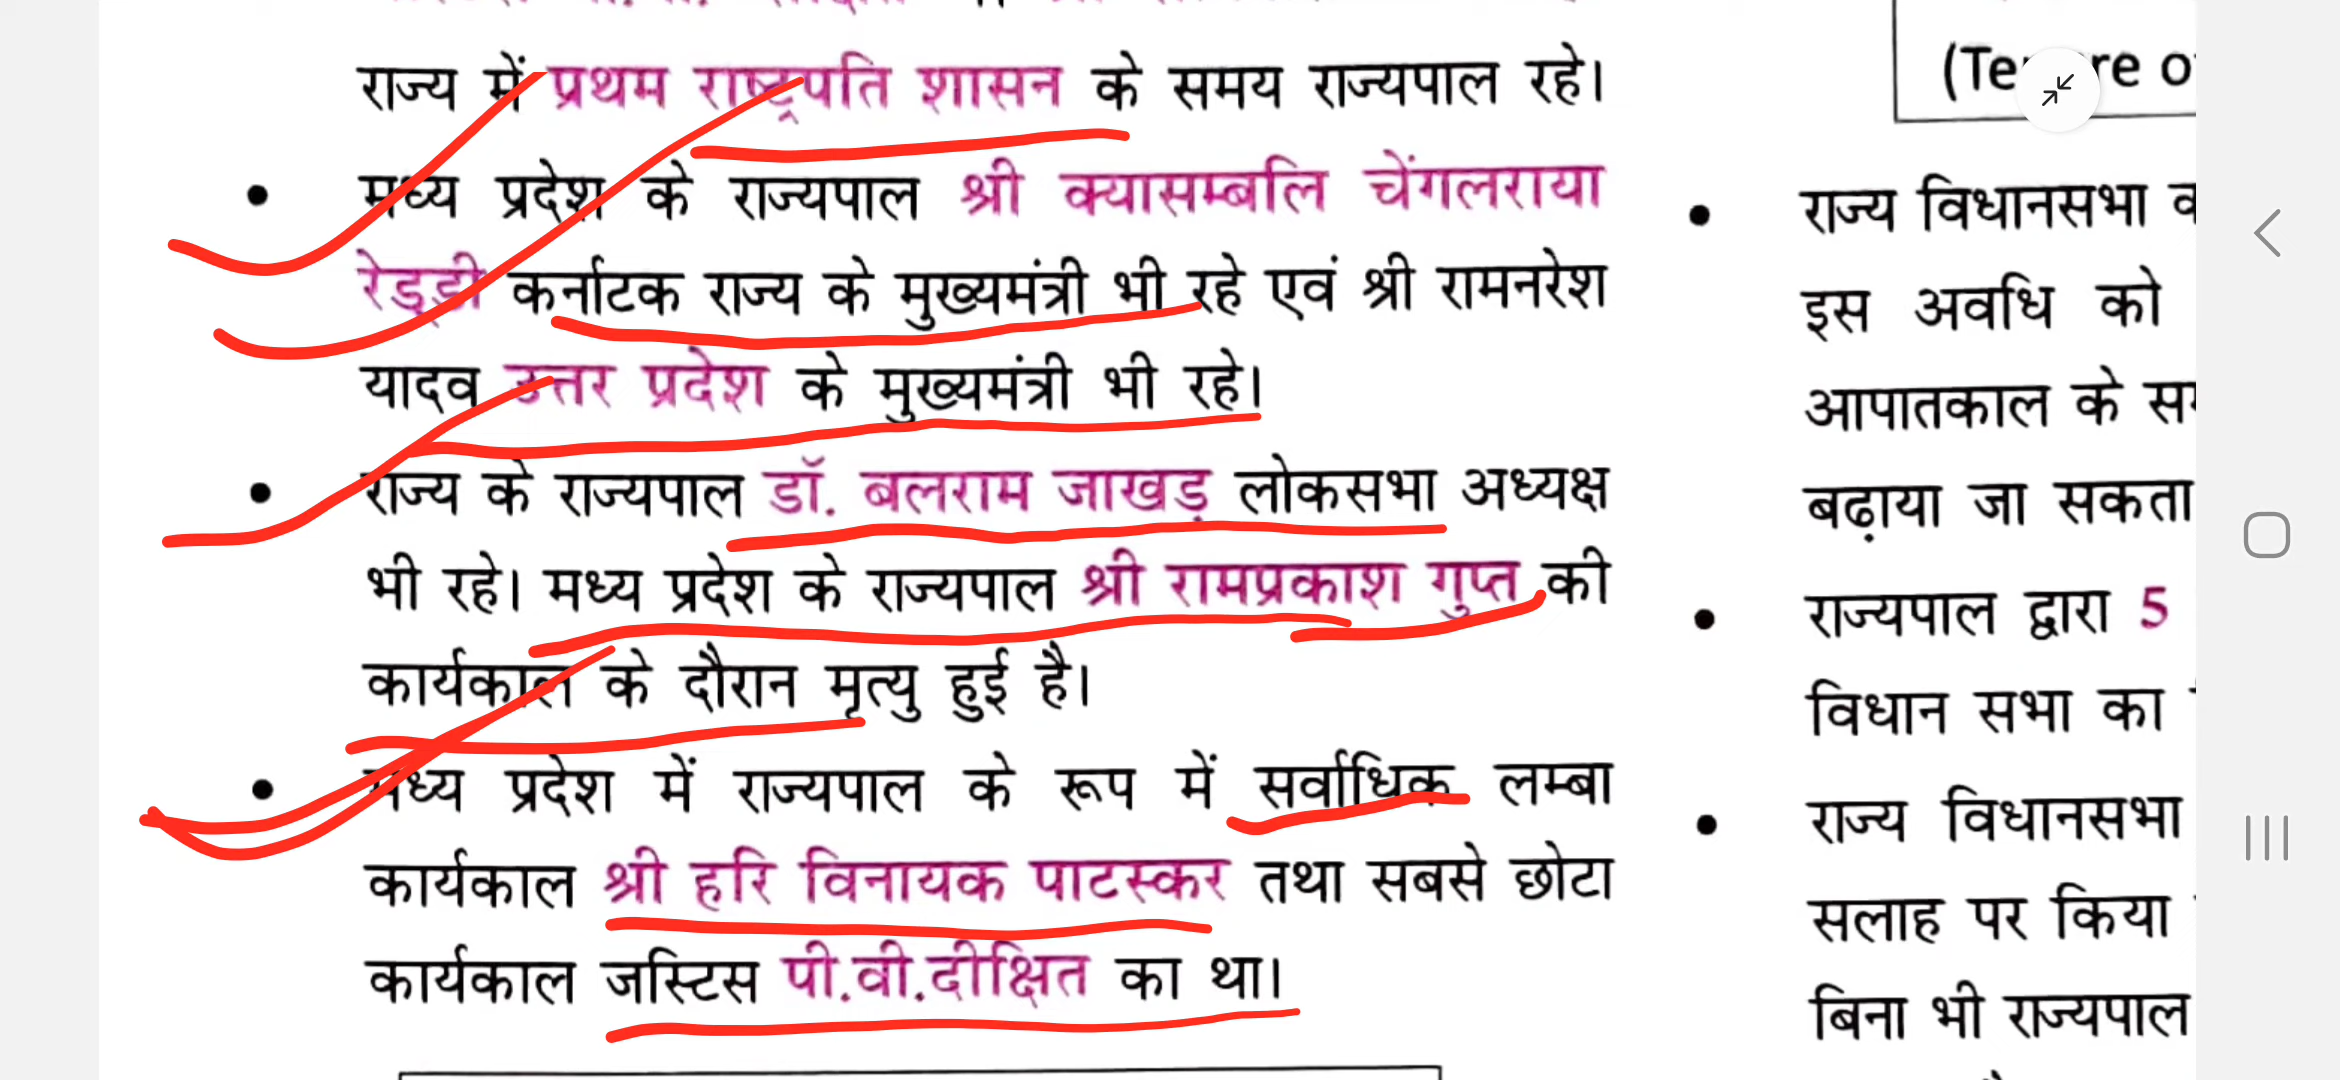 राज्य में प्रथम राष्ट्रपति शासन के समय राज्यपाल रहे।
• मध्य प्रदेश के राज्यपाल श्री क्यासम्बलि चेंगलराया
रेड्डी कर्नाटक राज्य के मुख्यमंत्री भी रहे एवं श्री रामनरेश
यादव उत्तर प्रदेश के मुख्यमंत्री भी रहे।
• राज्य के राज्यपाल डॉ. बलराम जाखड़ लोकसभा अध्यक्ष
भी रहे। मध्य प्रदेश के राज्यपाल श्री रामप्रकाश गुप्त की
कार्यकाल के दौरान मृत्यु हुई है।
• मध्य प्रदेश में राज्यपाल के रूप में सर्वाधिक लम्बा
कार्यकाल श्री हरि विनायक पाटस्कर तथा सबसे छोटा
कार्यकाल जस्टिस पी.वी.दीक्षित का था।
• राज्य विधानसभा
इस अवधि को
आपातकाल के
बढ़ाया जा सकता
• राज्यपाल द्वारा 5
विधान सभा का
• राज्य विधानसभा
सलाह पर किया
बिना भी राज्यपाल